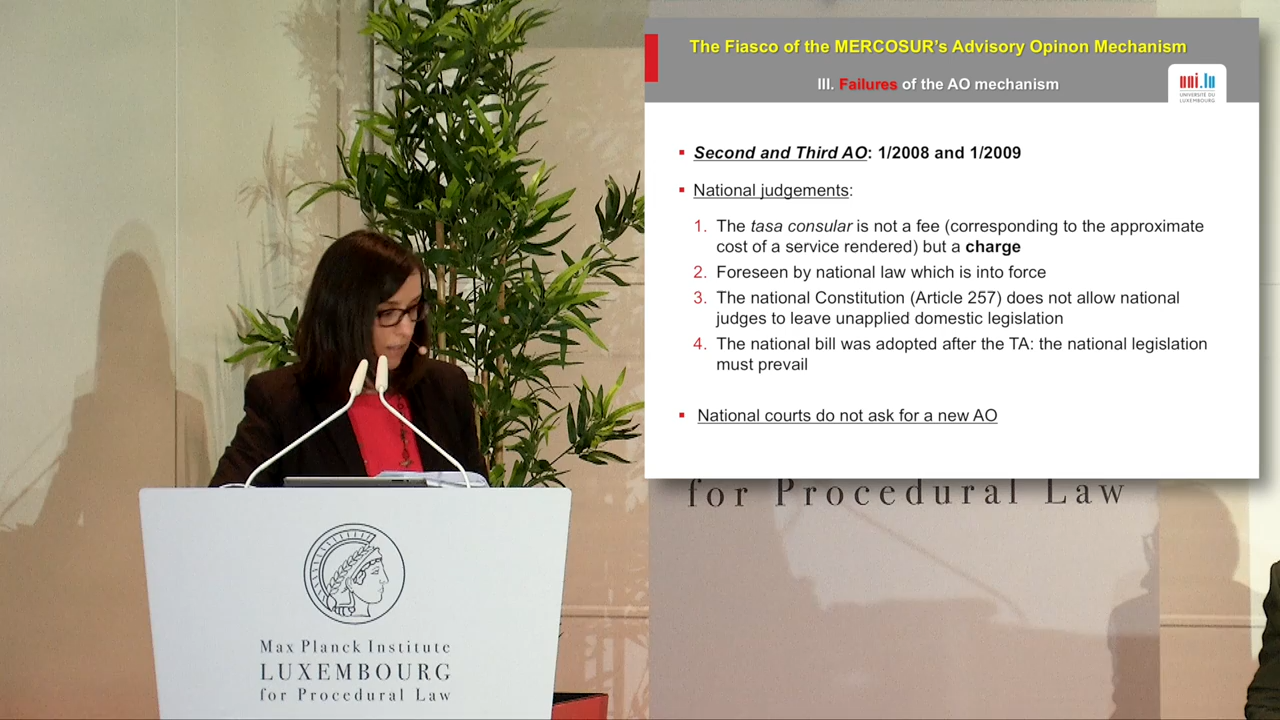 The Fiasco of the MERCOSUR's Advisory Opinon Mechanism
III. Failures of the AO mechanism
uni.lu
UNIVERSITÉ DU
LUXEMBOURG
Second and Third AO: 1/2008 and 1/2009
National judgements:
1. The tasa consular is not a fee (corresponding to the approximate
cost of a service rendered) but a charge
2. Foreseen by national law which is into force
3. The national Constitution (Article 257) does not allow national
judges to leave unapplied domestic legislation
4. The national bill was adopted after the TA: the national legislation
must prevail
National courts do not ask for a new AO
for Procedural Law
Max Planck Institute
LUXEMBOURG
for Procedural Law